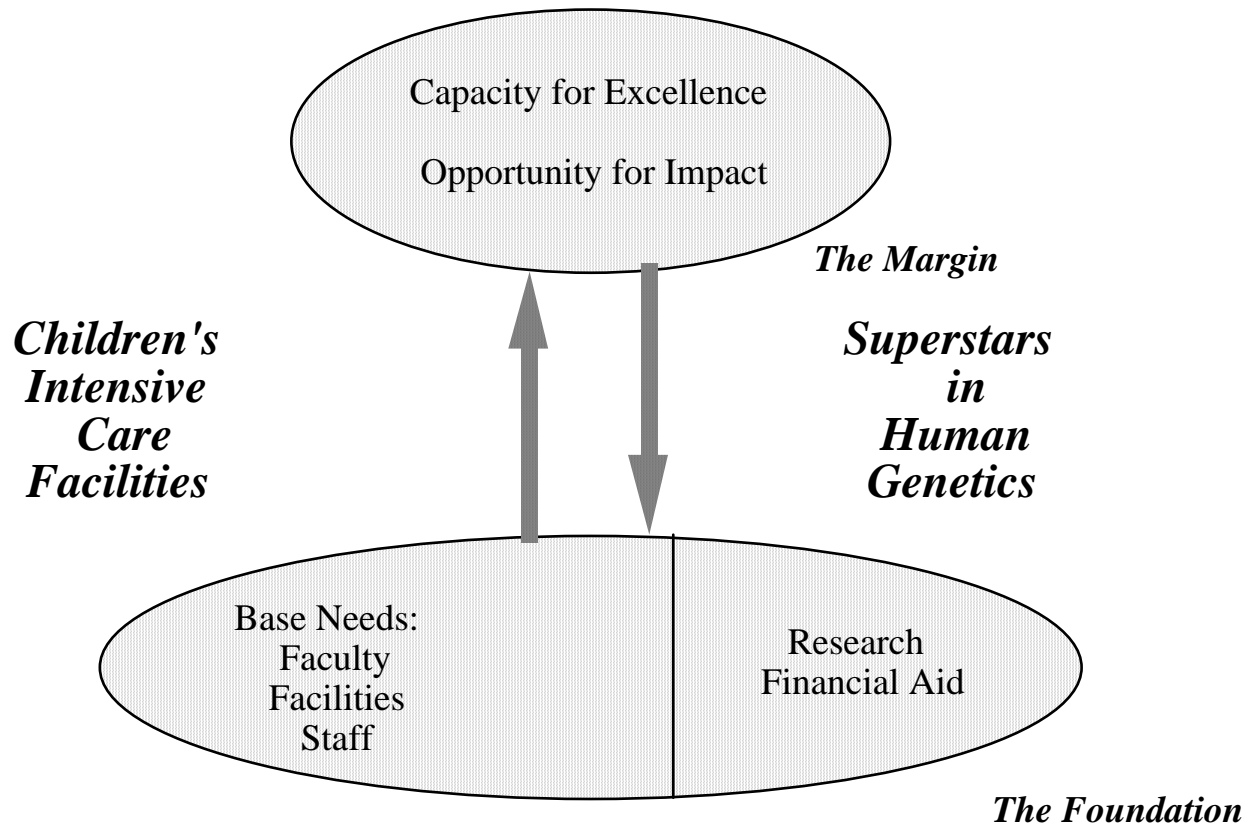 Capacity for Excellence
Opportunity for Impact
The Margin
Children's
Intensive
Care
Facilities
Superstars
in
Human
Genetics
Base Needs:
Faculty
Facilities
Staff
Research
Financial Aid
The Foundation